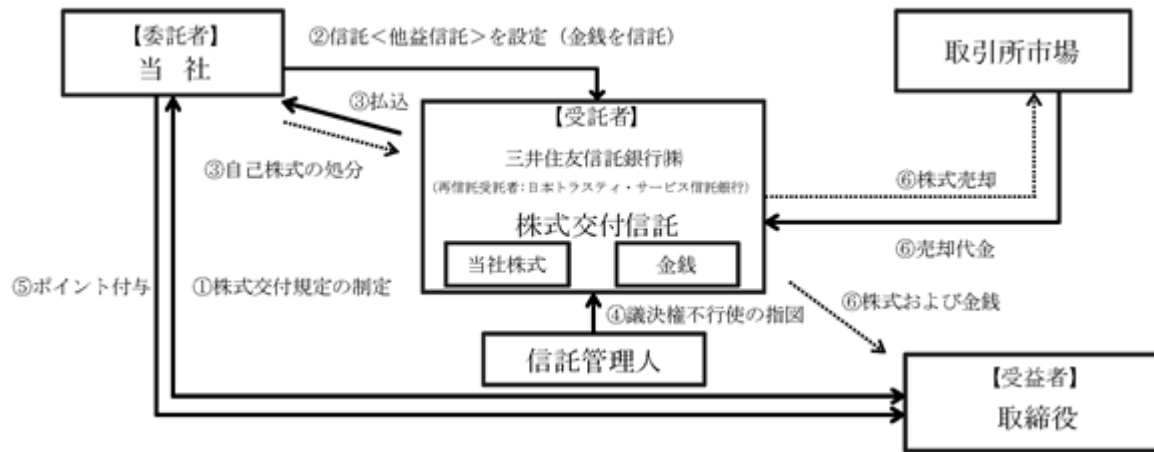 【委託者】
当 社
②信託＜他益信託＞を設定（金銭を信託）
取引所市場
③払込
③自己株式の処分
【受託者】
三井住友信託銀行㈱
(再信託受託者：日本トラスティ・サービス信託銀行)
株式交付信託
当社株式
金銭
⑥株式売却
⑥売却代金
⑤ポイント付与
①株式交付規定の制定
④議決権不行使の指図
⑥株式および金銭
信託管理人
【受益者】
取締役